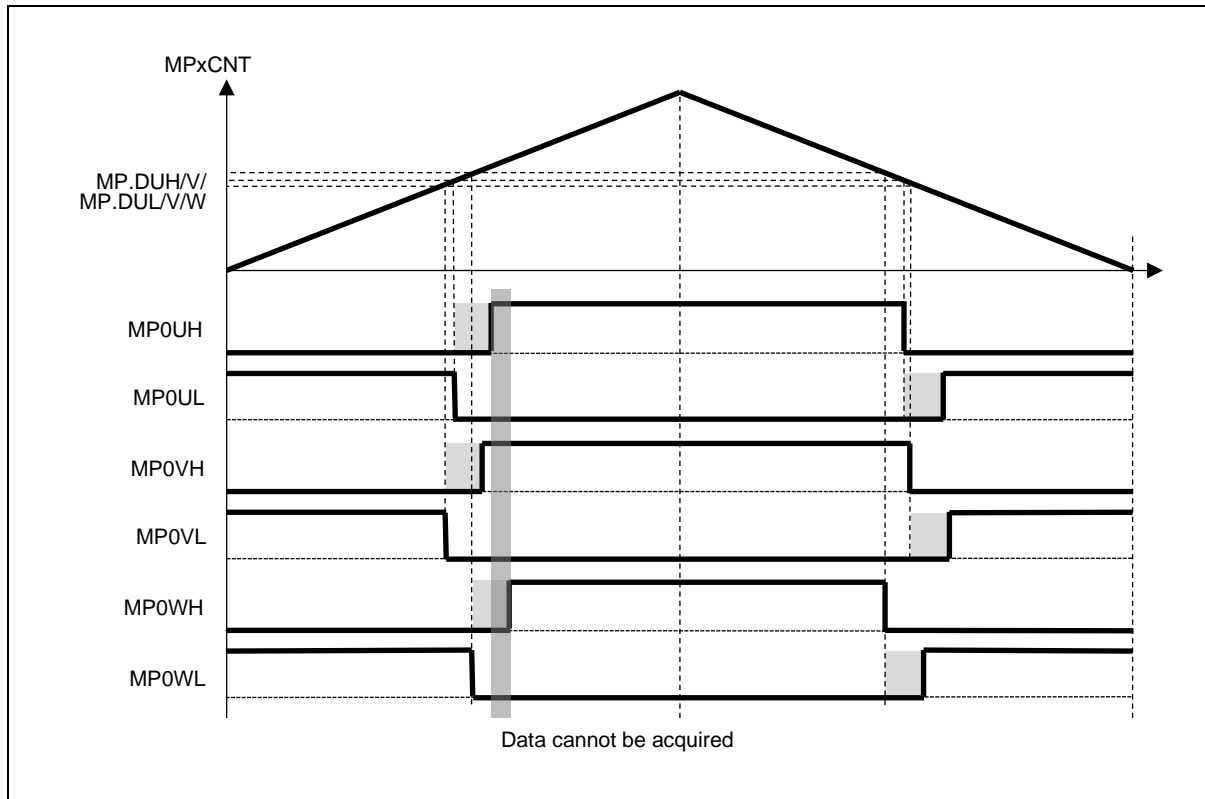 MPxCNT
MP.DUH/V/
MP.DUL/V/W
MP0UH
MP0UL
MP0VH
MP0VL
MP0WH
MP0WL
Data cannot be acquired